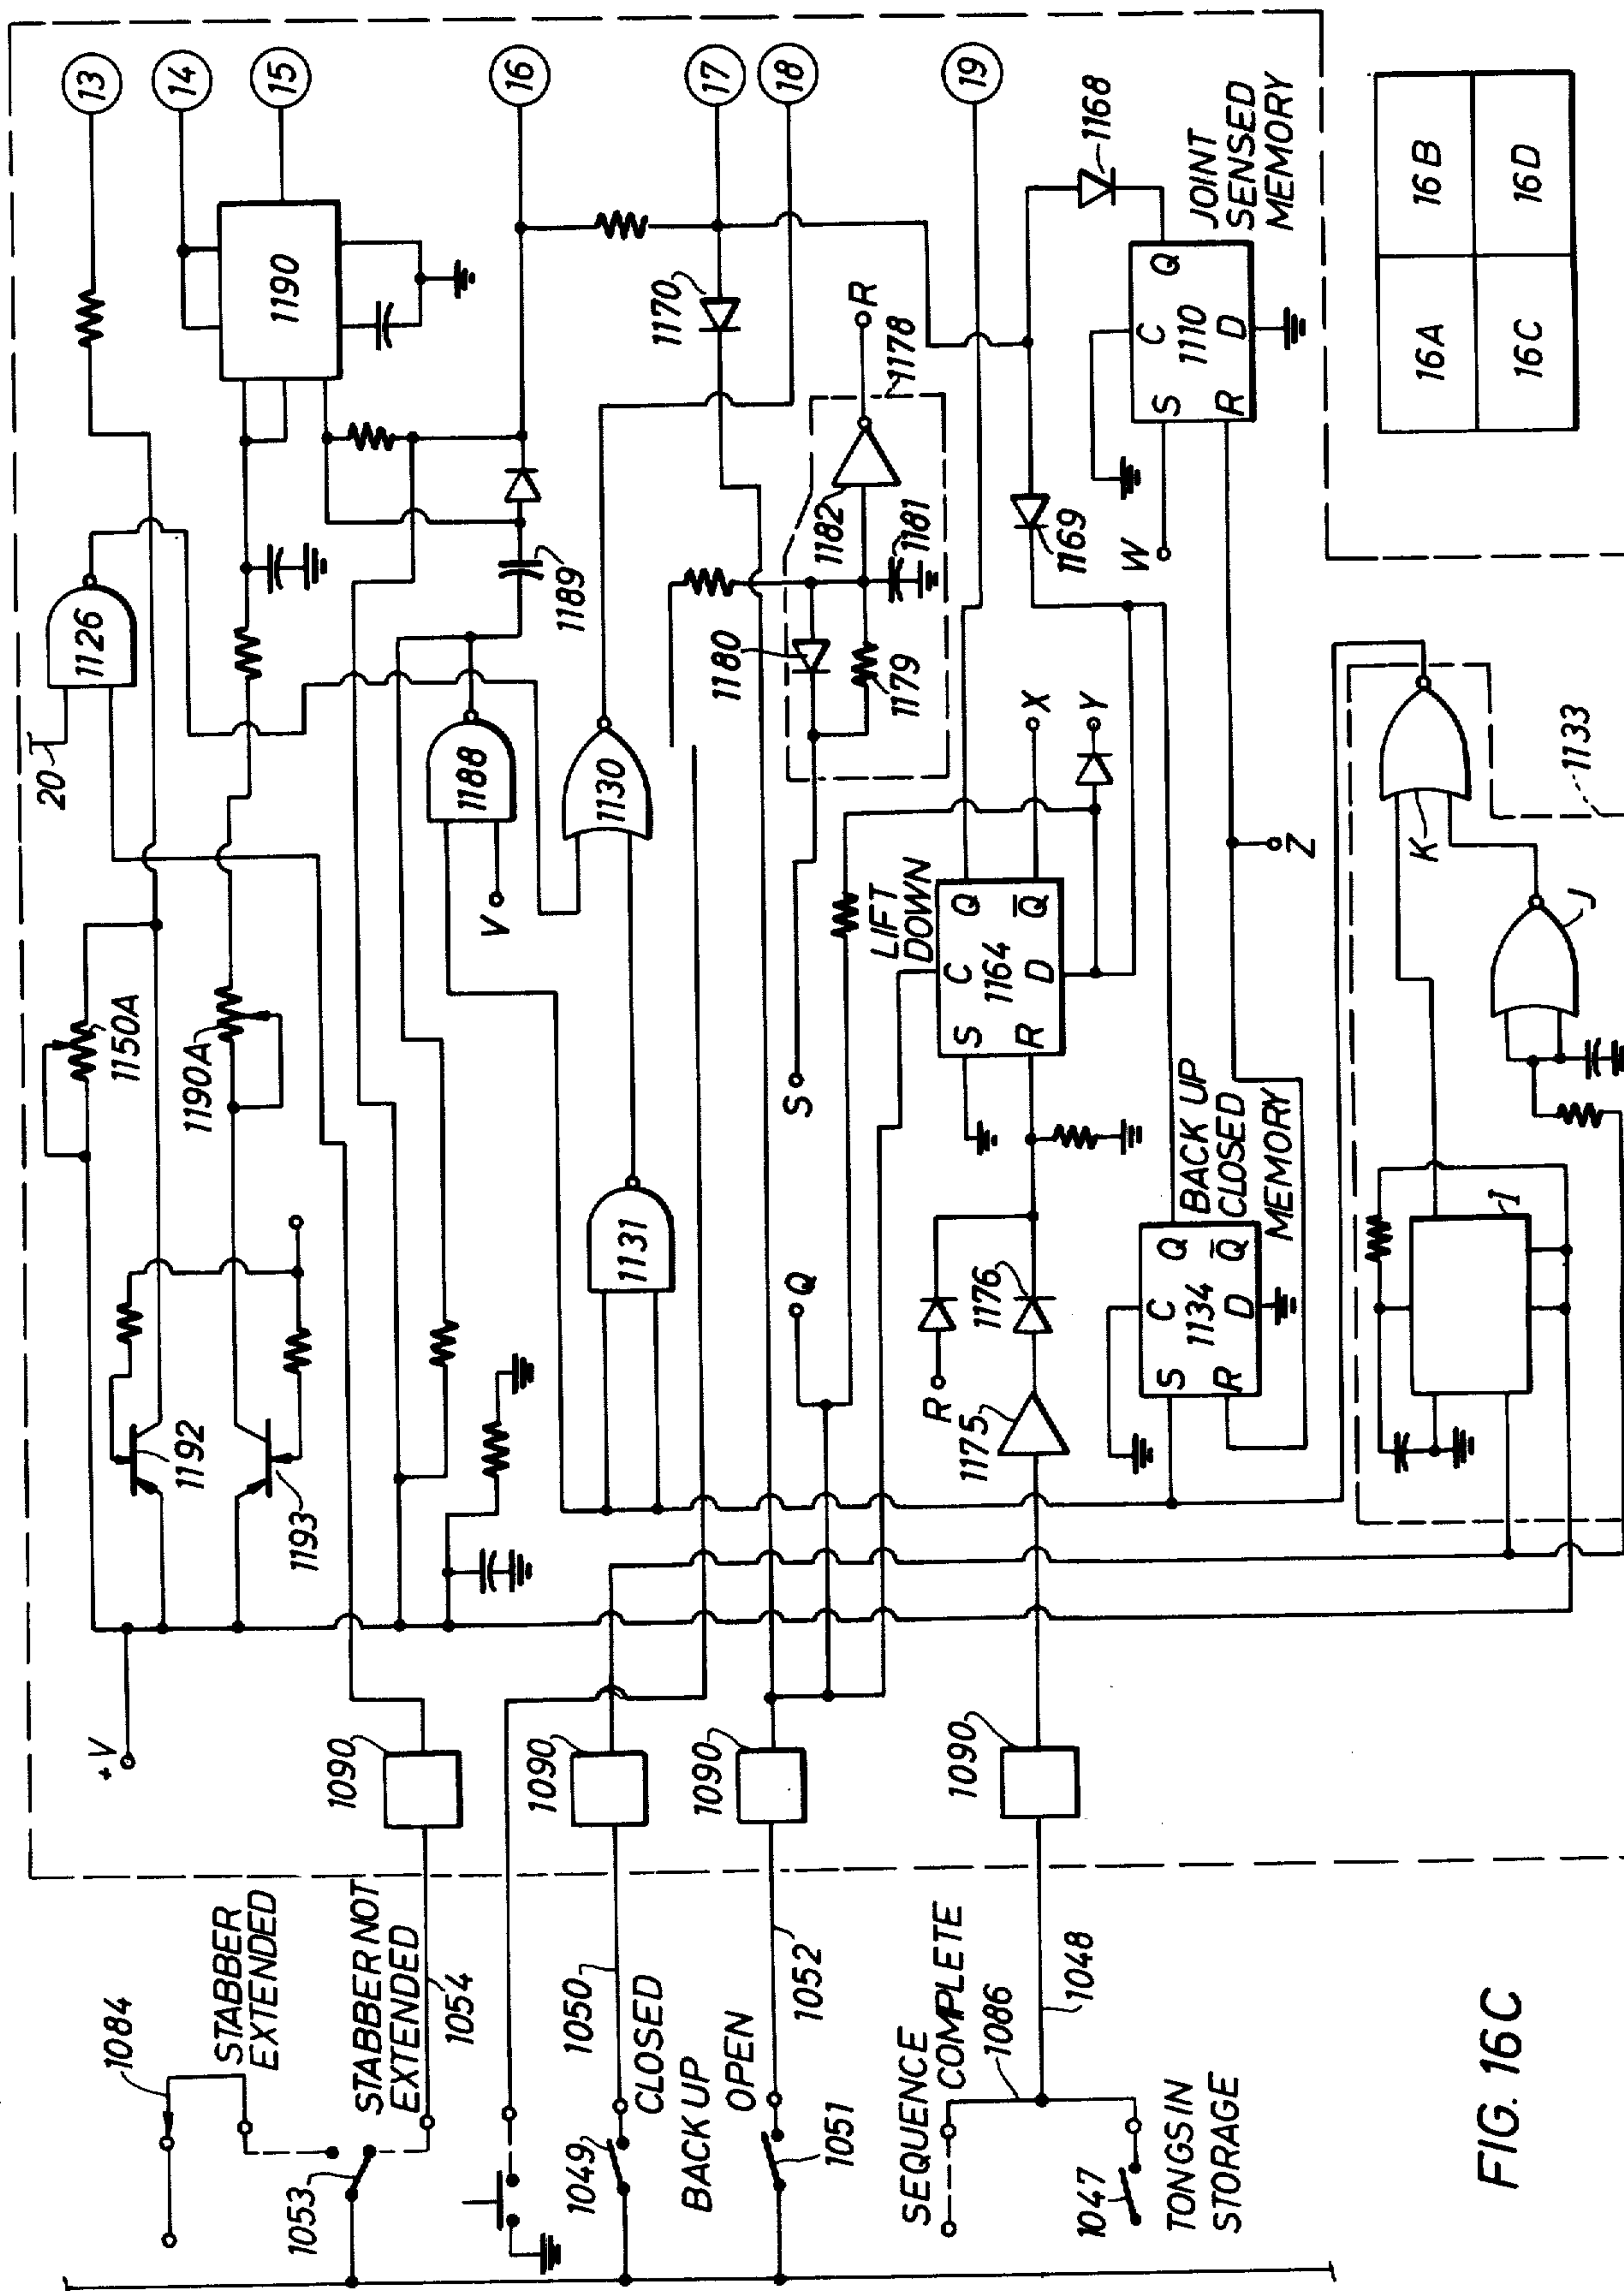 1084
STABBER
EXTENDED
1053
STABBER NOT
EXTENDED
1054
1049
1050
CLOSED
BACK UP
OPEN
1051
1052
SEQUENCE
COMPLETE
1086
1048
1047
TONGS IN
STORAGE
+V
1090
1090
1090
1090
1192
1193
1150A
1190A
20
1126
13
14
15
1190
16
1188
V
1189
1131
1130
17
18
1170
1180
1179
1181
1182
1178
R
S
Q
19
LIFT
DOWN
S
C
Q
1164
R
D
Q
X
Y
1169
1168
R
1175
1176
BACK UP
CLOSED
MEMORY
S
C
Q
1134
R
D
Q
W
S
C
Q
1110
R
D
JOINT
SENSED
MEMORY
Z
I
J
K
1133
16A
16B
16C
16D
FIG. 16C